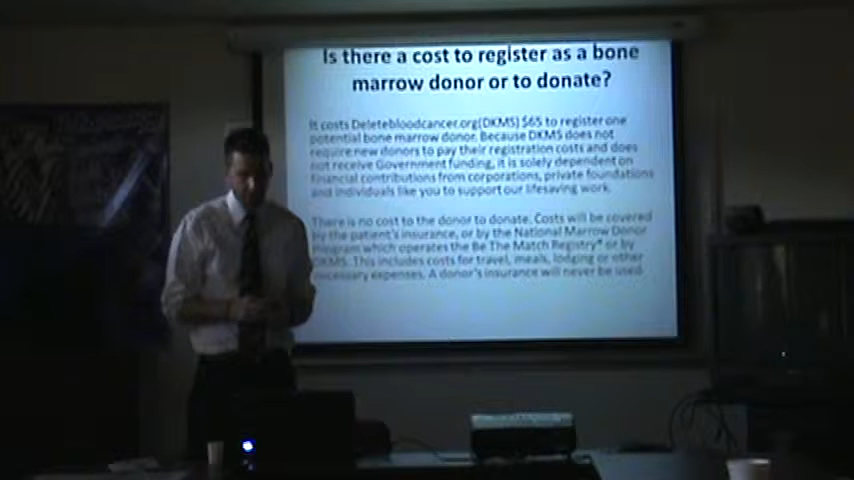 Is there a cost to register as a bone
marrow donor or to donate?
It costs Deletebloodcancer.org(DKMS) $65 to register one
potential bone marrow donor. Because DKMS does not
require new donors to pay their registration costs and does
not receive Government funding, it is solely dependent on
financial contributions from corporations, private foundations
and individuals like you to support our lifesaving work.
There is no cost to the donor to donate. Costs will be covered
by the patient's insurance, or by the National Marrow Donor
Program which operates the Be The Match Registry® or by
DKMS. This includes costs for travel, meals, lodging or other
necessary expenses. A donor's insurance will never be used.